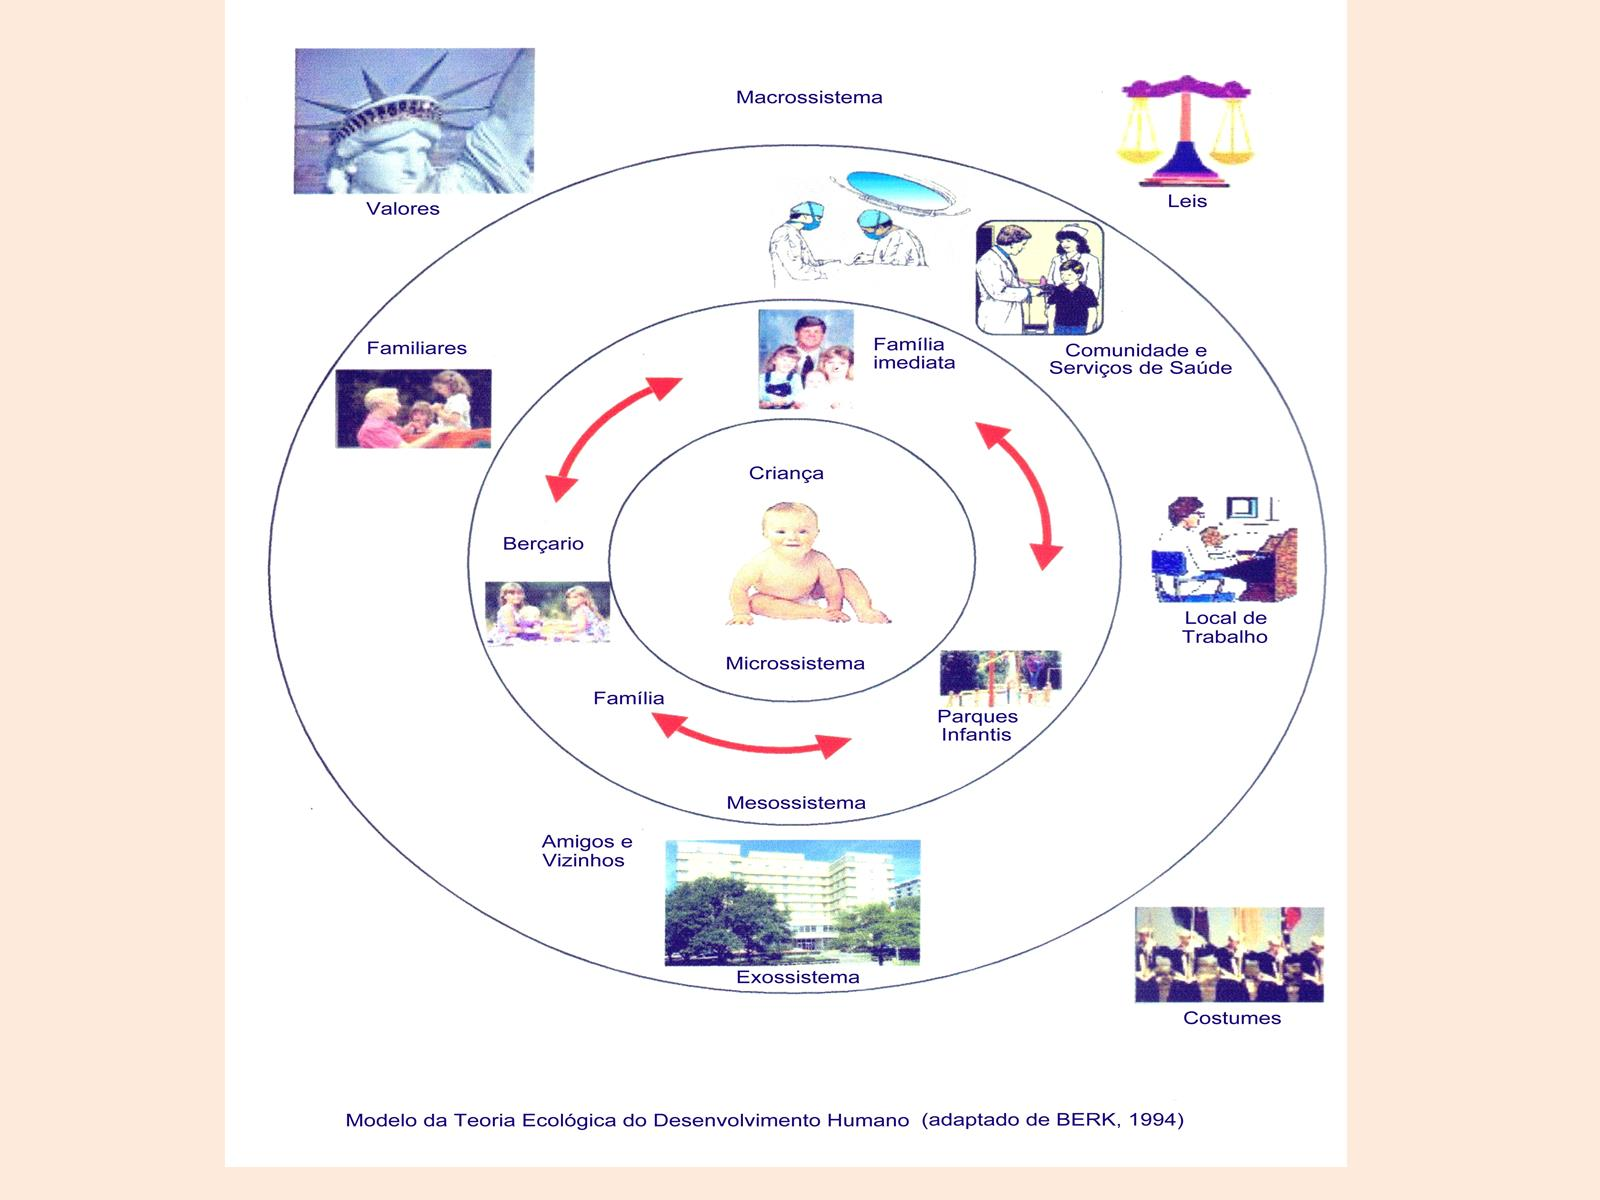 Macrossistema
Valores
Leis
Familiares
Família
imediata
Comunidade e
Serviços de Saúde
Criança
Berçario
Local de
Trabalho
Microssistema
Família
Parques
Infantis
Mesossistema
Amigos e
Vizinhos
Exossistema
Costumes
Modelo da Teoria Ecológica do Desenvolvimento Humano (adaptado de BERK, 1994)